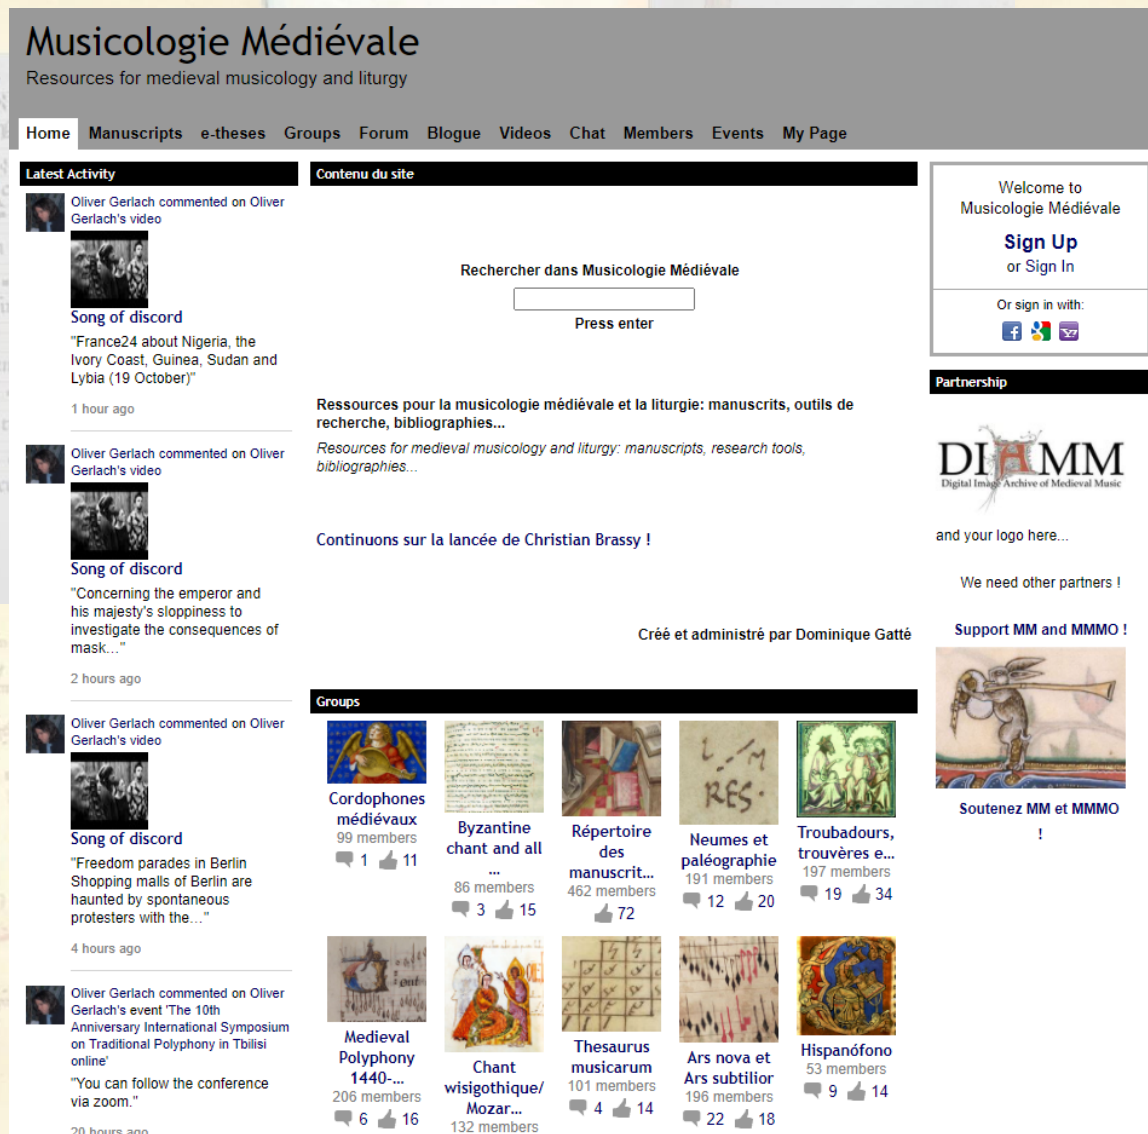 Musicologie Médiévale
Resources for medieval musicology and liturgy
Home Manuscripts e-theses Groups Forum Blogue Videos Chat Members Events My Page
Latest Activity
Oliver Gerlach commented on Oliver
Gerlach's video
Song of discord
"France24 about Nigeria, the
Ivory Coast, Guinea, Sudan and
Lybia (19 October)"
1 hour ago
Oliver Gerlach commented on Oliver
Gerlach's video
Song of discord
"Concerning the emperor and
his majesty's sloppiness to
investigate the consequences of
mask…"
2 hours ago
Oliver Gerlach commented on Oliver
Gerlach's video
Song of discord
"Freedom parades in Berlin
Shopping malls of Berlin are
haunted by spontaneous
protesters with the…"
4 hours ago
Oliver Gerlach commented on Oliver
Gerlach's event 'The 10th
Anniversary International Symposium
on Traditional Polyphony in Tbilisi
online'
"You can follow the conference
via zoom."
20 hours ago
Contenu du site
Rechercher dans Musicologie Médiévale
Press enter
Ressources pour la musicologie médiévale et la liturgie: manuscrits, outils de
recherche, bibliographies...
Resources for medieval musicology and liturgy: manuscripts, research tools,
bibliographies...
Continuons sur la lancée de Christian Brassy !
Créé et administré par Dominique Gatté
Groups
Cordophones
médiévaux
99 members
1 11
Byzantine
chant and all
...
86 members
3 15
Répertoire
des
manuscrit...
462 members
72
RES·
Neumes et
paléographie
191 members
12 20
Troubadours,
trouvères e...
197 members
19 34
Medieval
Polyphony
1440-...
206 members
6 16
Chant
wisigothique/
Mozar...
132 members
Thesaurus
musicarum
101 members
4 14
Ars nova et
Ars subtilior
196 members
22 18
Hispanófono
53 members
9 14
Welcome to
Musicologie Médiévale
Sign Up
or Sign In
Or sign in with:
Partnership
DIAMM
Digital Image Archive of Medieval Music
and your logo here...
We need other partners !
Support MM and MMMO !
Soutenez MM et MMMO
!